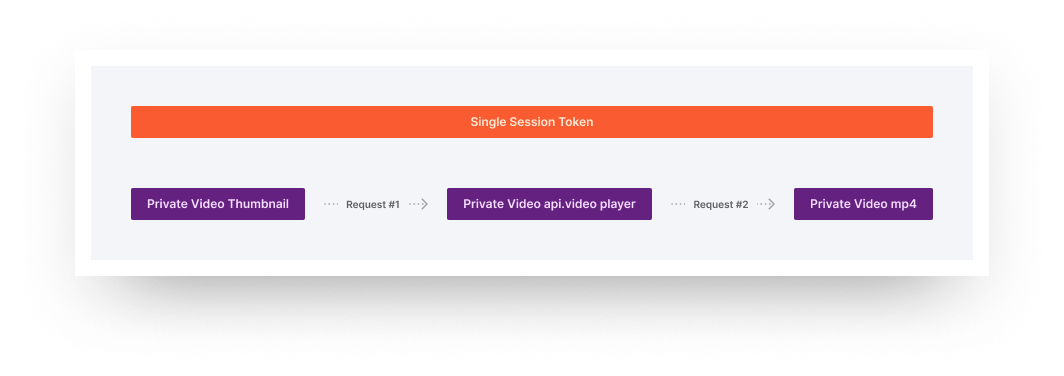 Single Session Token
Private Video Thumbnail
Request #1
Private Video api.video player
Request #2
Private Video mp4